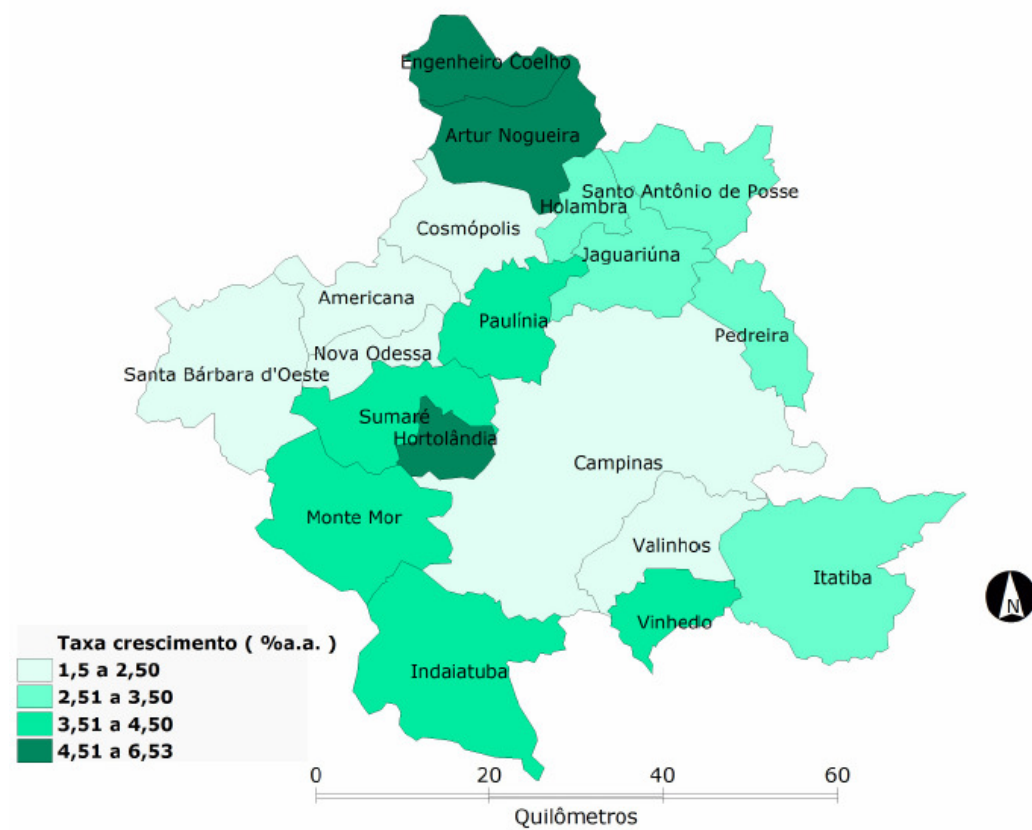 Engenheiro Coelho
Artur Nogueira
Santo Antônio de Posse
Holambra
Cosmópolis
Jaguariúna
Americana
Paulínia
Pedreira
Nova Odessa
Santa Bárbara d'Oeste
Sumaré
Hortolândia
Campinas
Monte Mor
Valinhos
Itatiba
Vinhedo
Indaiatuba
N
Taxa crescimento ( %a.a. )
1,5 a 2,50
2,51 a 3,50
3,51 a 4,50
4,51 a 6,53
0 20 40 60
Quilômetros